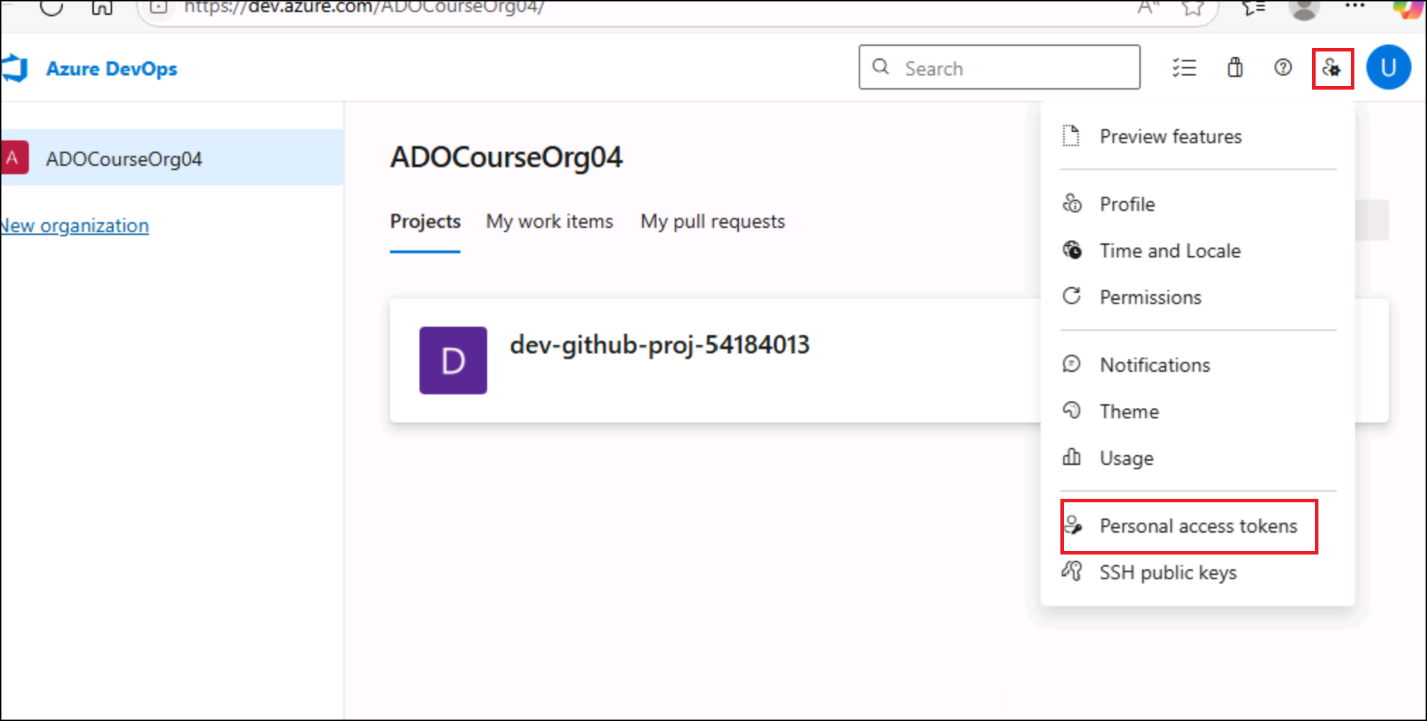 https://dev.azure.com/ADOCourseOrg04/
Azure DevOps
Search
U
A ADOCourseOrg04
New organization
ADOCourseOrg04
Projects My work items My pull requests
D dev-github-proj-54184013
Preview features
Profile
Time and Locale
Permissions
Notifications
Theme
Usage
Personal access tokens
SSH public keys